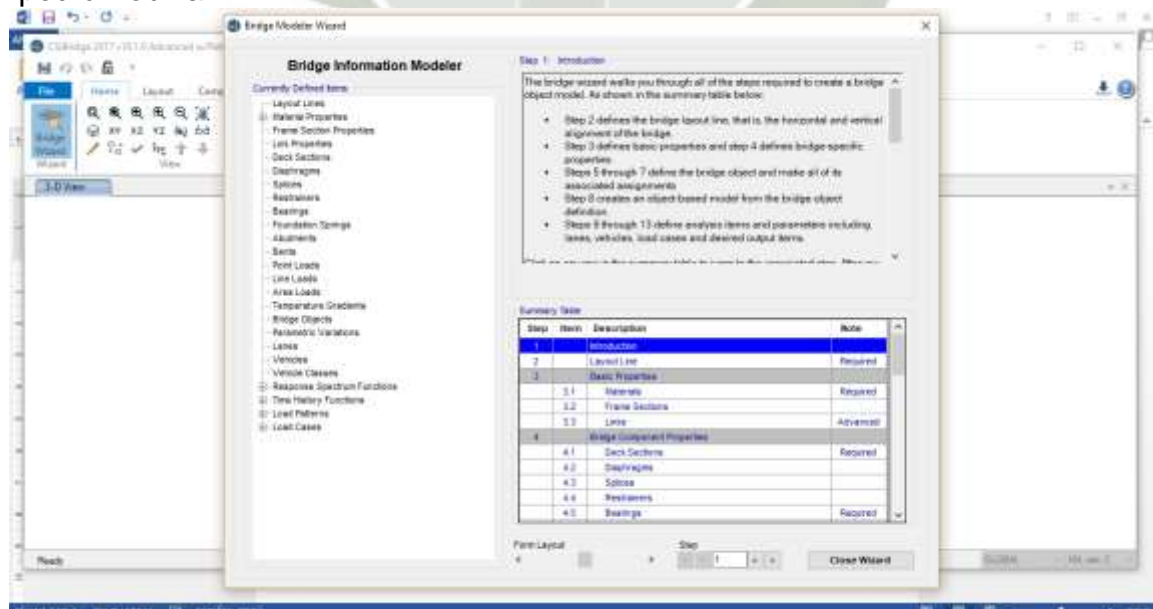 Bridge Modeler Wizard
CSiBridge 2017
File
Home
Layout
Bridge
Wizard
Wizard
View
3-D View
Bridge Information Modeler
Currently Defined Items
Layout Lines
Material Properties
Frame Section Properties
Link Properties
Deck Sections
Diaphragms
Splices
Restrainers
Bearings
Foundation Springs
Abutments
Bents
Point Loads
Line Loads
Area Loads
Temperature Gradients
Bridge Objects
Parametric Variations
Lanes
Vehicles
Vehicle Classes
Response Spectrum Functions
Time History Functions
Load Patterns
Load Cases
Step 1: Introduction
The bridge wizard walks you through all of the steps required to create a bridge
object model. As shown in the summary table below:
• Step 2 defines the bridge layout line, that is, the horizontal and vertical
alignment of the bridge.
• Step 3 defines basic properties and step 4 defines bridge-specific
properties.
• Steps 5 through 7 define the bridge object and make all of its
associated assignments
• Step 8 creates an object-based model from the bridge object
definition.
• Steps 9 through 13 define analysis items and parameters including
lanes, vehicles, load cases and desired output items.
Summary Table
Step Item Description Note
1 Introduction
2 Layout Line Required
3 Basic Properties
3.1 Materials Required
3.2 Frame Sections
3.3 Links Advanced
4 Bridge Component Properties
4.1 Deck Sections Required
4.2 Diaphragms
4.3 Splices
4.4 Restrainers
4.5 Bearings Required
Form Layout
Step
1
Close Wizard
Ready
GLOBAL